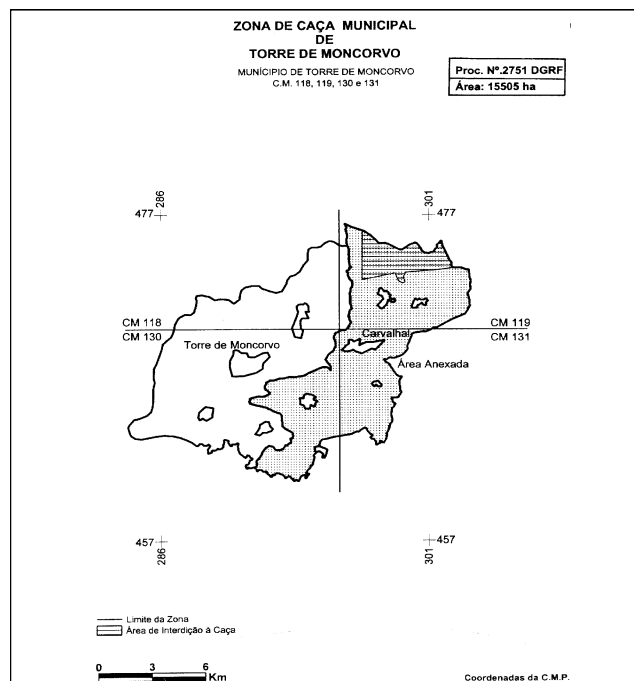 ZONA DE CAÇA MUNICIPAL
DE
TORRE DE MONCORVO
MUNÍCIPIO DE TORRE DE MONCORVO
C.M. 118, 119, 130 e 131
Proc. Nº.2751 DGRF
Área: 15505 ha
286
301
477
477
CM 118
CM 119
CM 130
CM 131
Carvalhal
Torre de Moncorvo
Área Anexada
457
457
286
301
Limite da Zona
Área de Interdição à Caça
0 3 6
Km
Coordenadas da C.M.P.